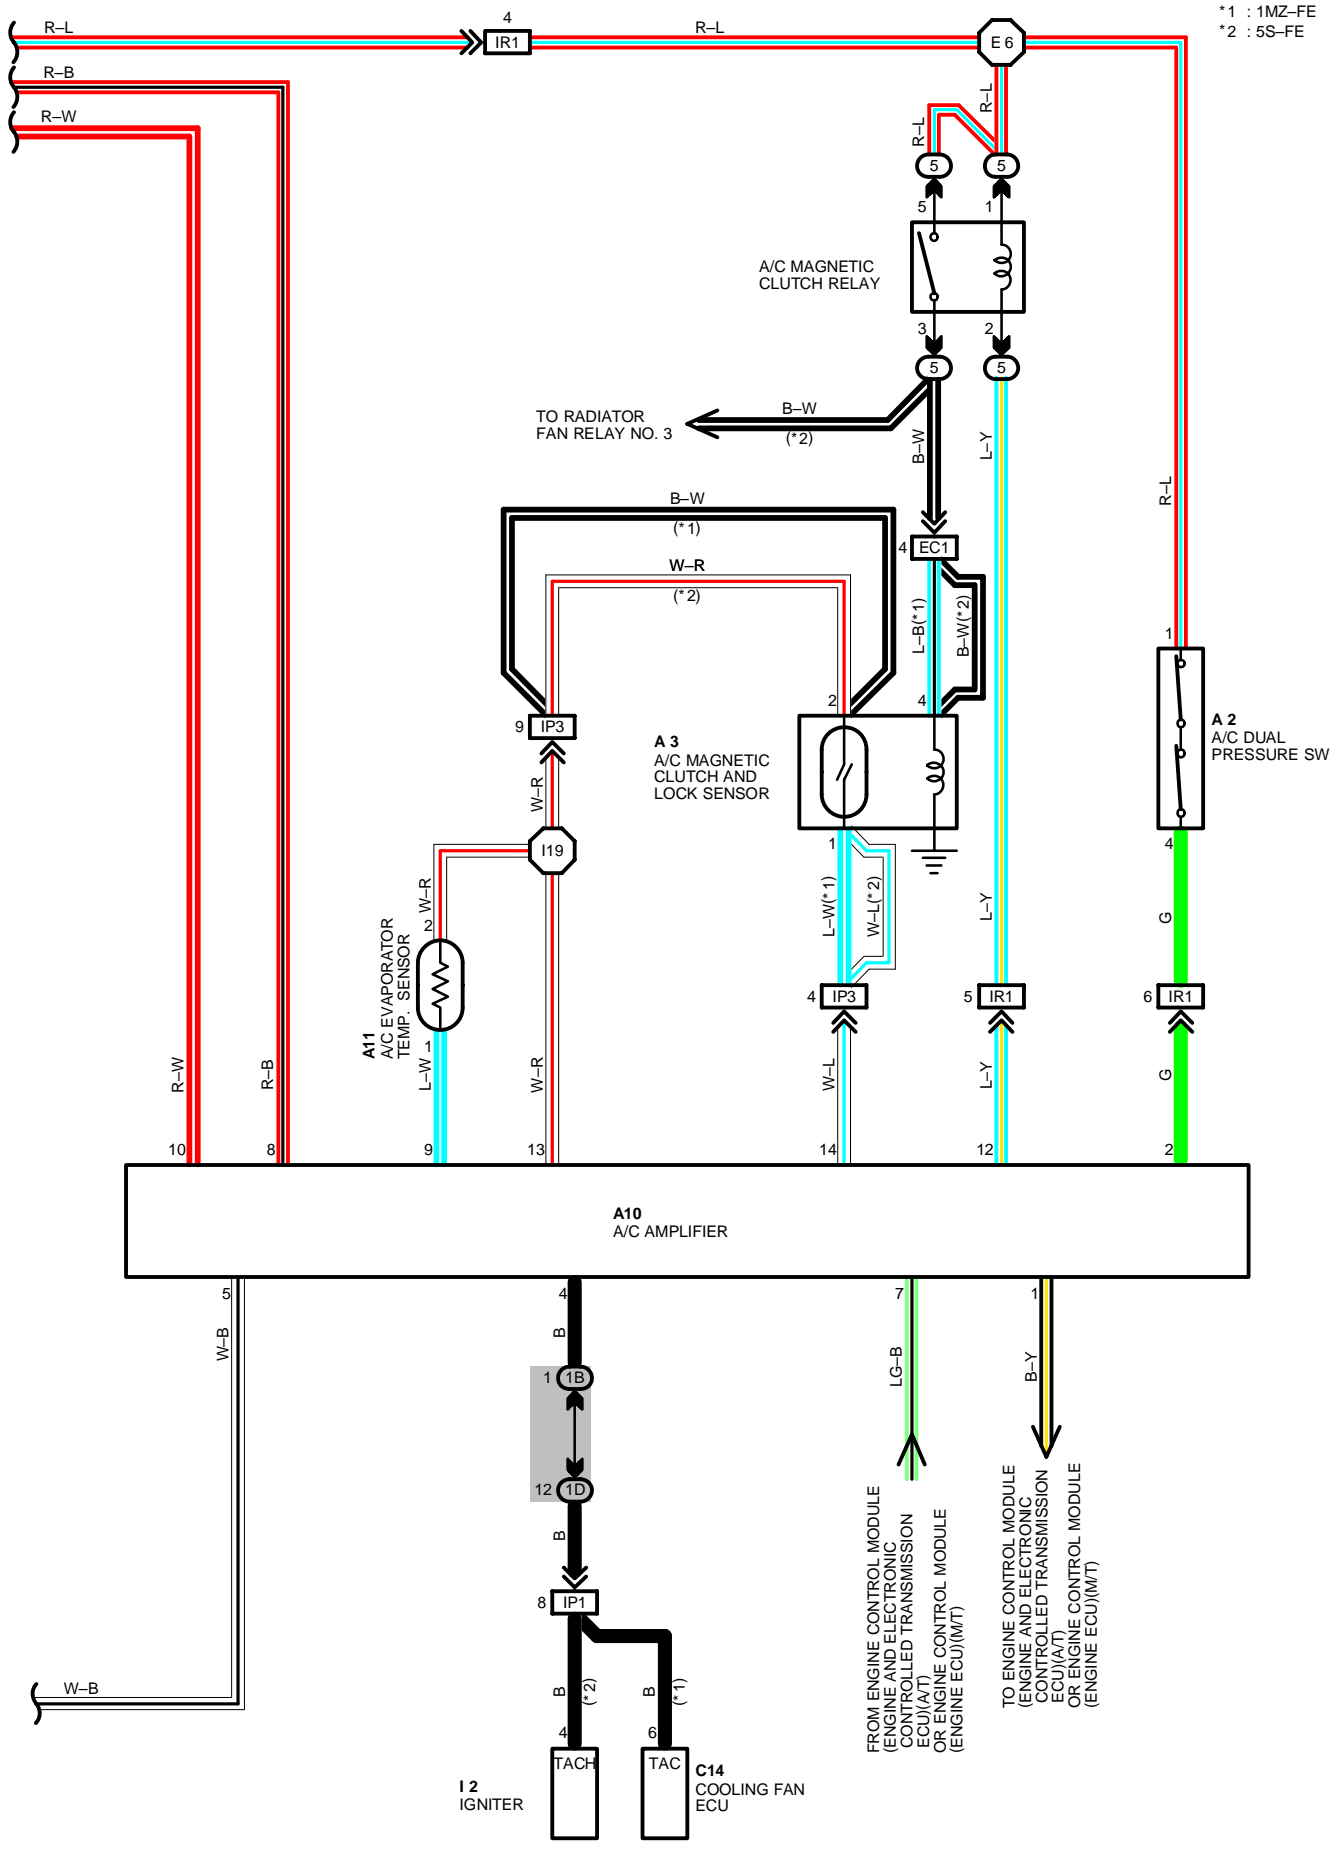 *1 : 1MZ–FE
*2 : 5S–FE
R–L
4
IR1
R–L
E 6
R–B
R–W
R–L
R–L
5
5
5
1
A/C MAGNETIC
CLUTCH RELAY
3
2
5
5
TO RADIATOR
FAN RELAY NO. 3
B–W
(*2)
B–W
L–Y
R–L
B–W
(*1)
4
EC1
W–R
(*2)
L–B(*1)
B–W(*2)
1
2
4
9
IP3
A 3
A/C MAGNETIC
CLUTCH AND
LOCK SENSOR
A 2
A/C DUAL
PRESSURE SW
W–R
I19
1
4
W–R
2
L–W(*1)
W–L(*2)
L–Y
G
A11
A/C EVAPORATOR
TEMP. SENSOR
4
IP3
5
IR1
6
IR1
1
R–W
R–B
L–W
W–R
W–L
L–Y
G
10
8
9
13
14
12
2
A10
A/C AMPLIFIER
5
4
7
1
W–B
B
LG–B
B–Y
1
1B
12
1D
B
8
IP1
FROM ENGINE CONTROL MODULE
(ENGINE AND ELECTRONIC
CONTROLLED TRANSMISSION
ECU)(A/T)
OR ENGINE CONTROL MODULE
(ENGINE ECU)(M/T)
TO ENGINE CONTROL MODULE
(ENGINE AND ELECTRONIC
CONTROLLED TRANSMISSION
ECU)(A/T)
OR ENGINE CONTROL MODULE
(ENGINE ECU)(M/T)
W–B
B
(*2)
B
(*1)
4
6
TACH
TAC
I 2
IGNITER
C14
COOLING FAN
ECU